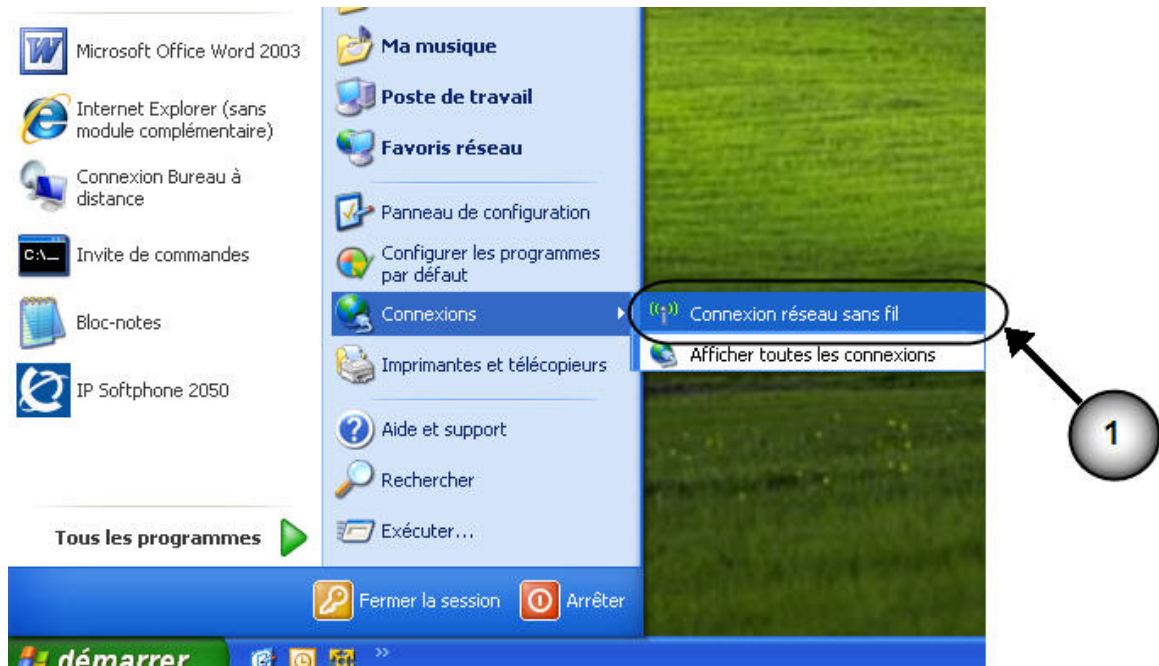 Microsoft Office Word 2003
Internet Explorer (sans
module complémentaire)
Connexion Bureau à
distance
C:\_
Invite de commandes
Bloc-notes
IP Softphone 2050
Tous les programmes
Ma musique
Poste de travail
Favoris réseau
Panneau de configuration
Configurer les programmes
par défaut
Connexions
Imprimantes et télécopieurs
Aide et support
Rechercher
Exécuter...
Connexion réseau sans fil
Afficher toutes les connexions
1
Fermer la session
Arrêter
démarrer